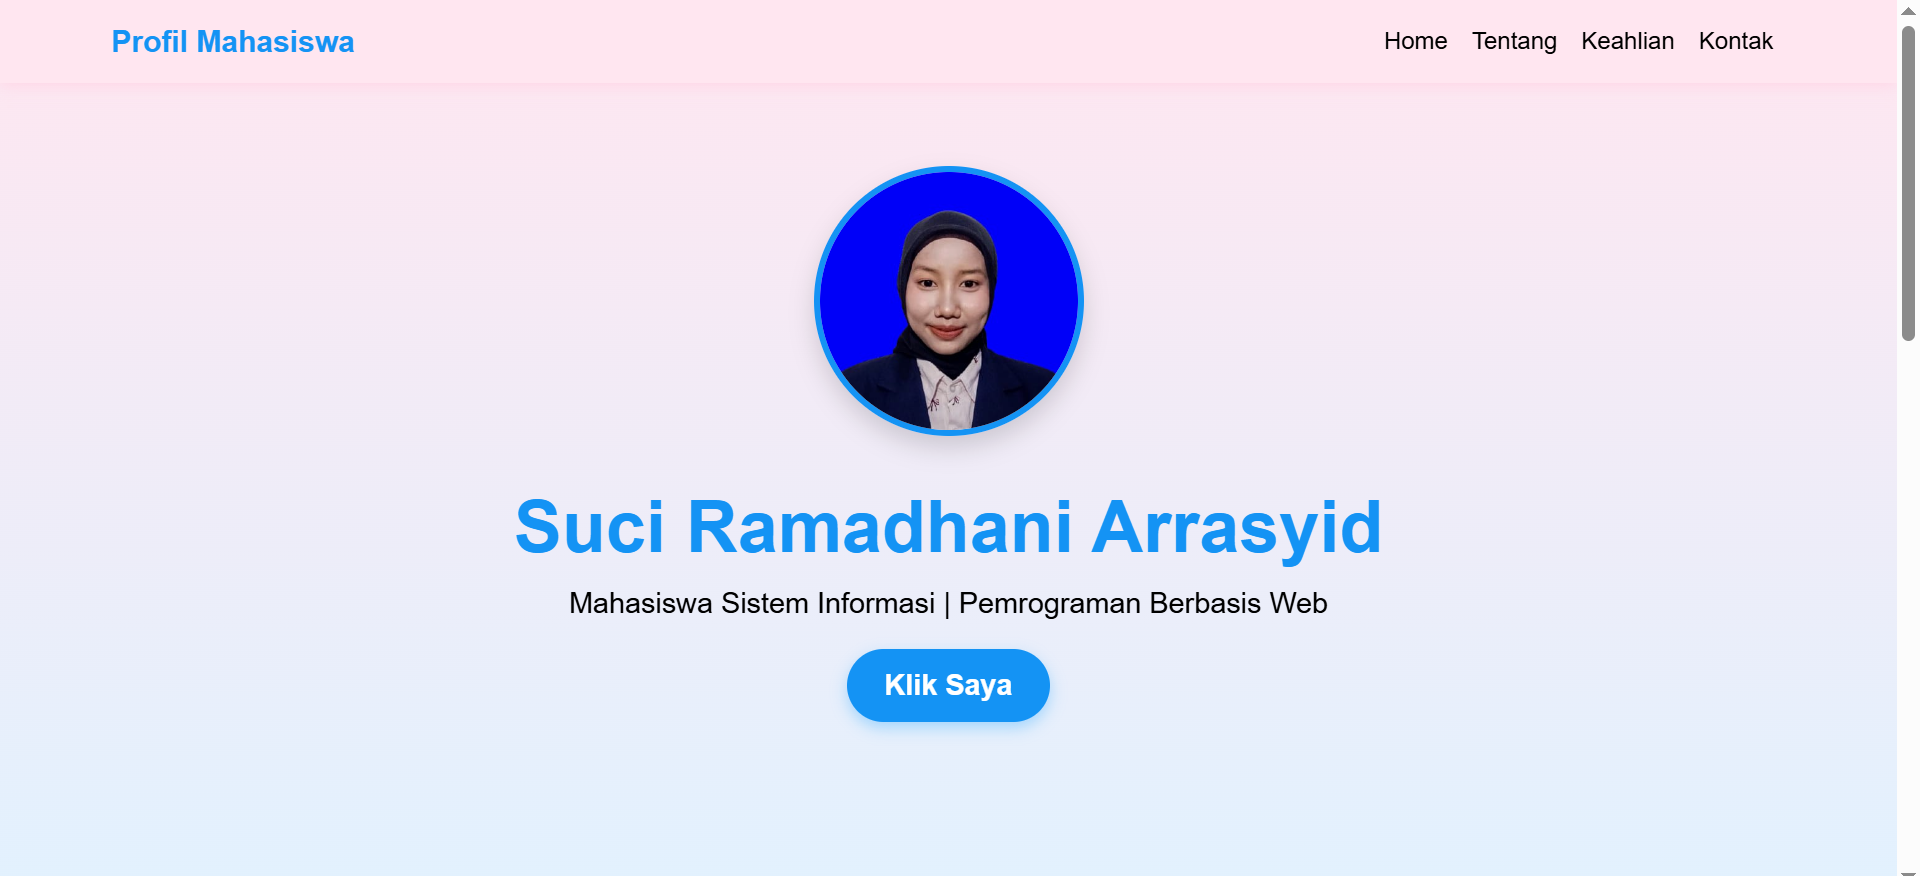 Profil Mahasiswa
Home Tentang Keahlian Kontak
Suci Ramadhani Arrasyid
Mahasiswa Sistem Informasi | Pemrograman Berbasis Web
Klik Saya